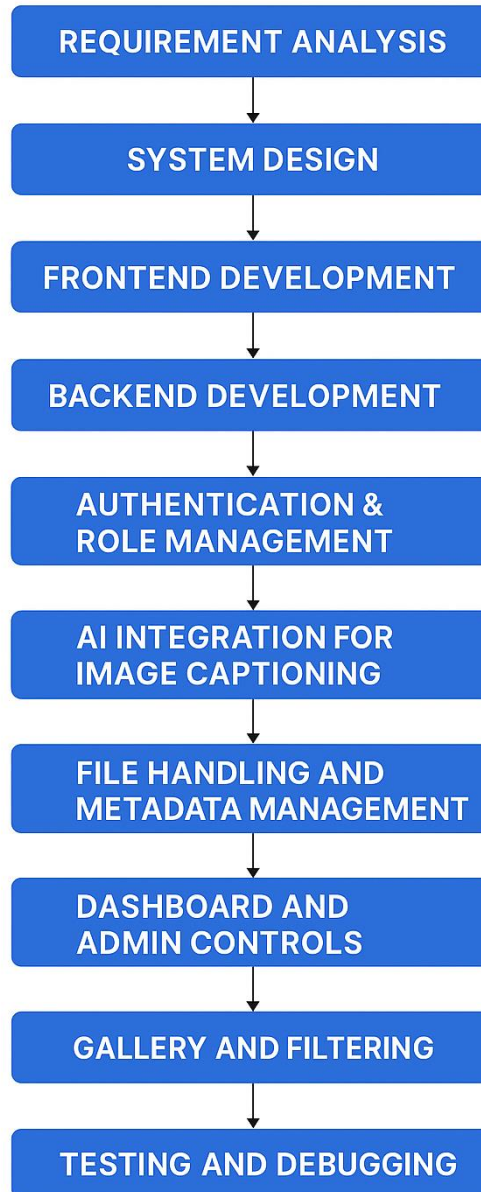 REQUIREMENT ANALYSIS
SYSTEM DESIGN
FRONTEND DEVELOPMENT
BACKEND DEVELOPMENT
AUTHENTICATION &
ROLE MANAGEMENT
AI INTEGRATION FOR
IMAGE CAPTIONING
FILE HANDLING AND
METADATA MANAGEMENT
DASHBOARD AND
ADMIN CONTROLS
GALLERY AND FILTERING
TESTING AND DEBUGGING